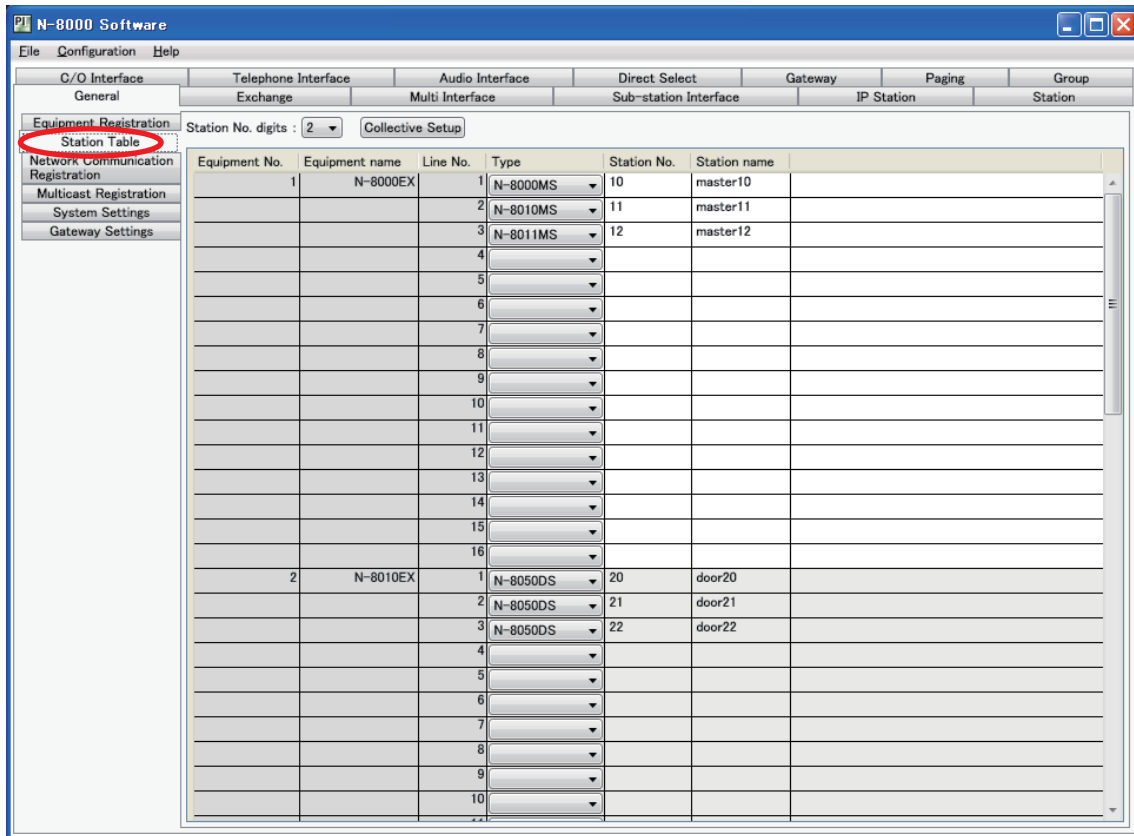 N-8000 Software
File Configuration Help
C/O Interface Telephone Interface Audio Interface Direct Select Gateway Paging Group
General Exchange Multi Interface Sub-station Interface IP Station Station
Equipment Registration
Station Table
Network Communication
Registration
Multicast Registration
System Settings
Gateway Settings
Station No. digits : 2 Collective Setup
Equipment No. Equipment name Line No. Type Station No. Station name
1 N-8000EX 1 N-8000MS 10 master10
2 N-8010MS 11 master11
3 N-8011MS 12 master12
4
5
6
7
8
9
10
11
12
13
14
15
16
2 N-8010EX 1 N-8050DS 20 door20
2 N-8050DS 21 door21
3 N-8050DS 22 door22
4
5
6
7
8
9
10